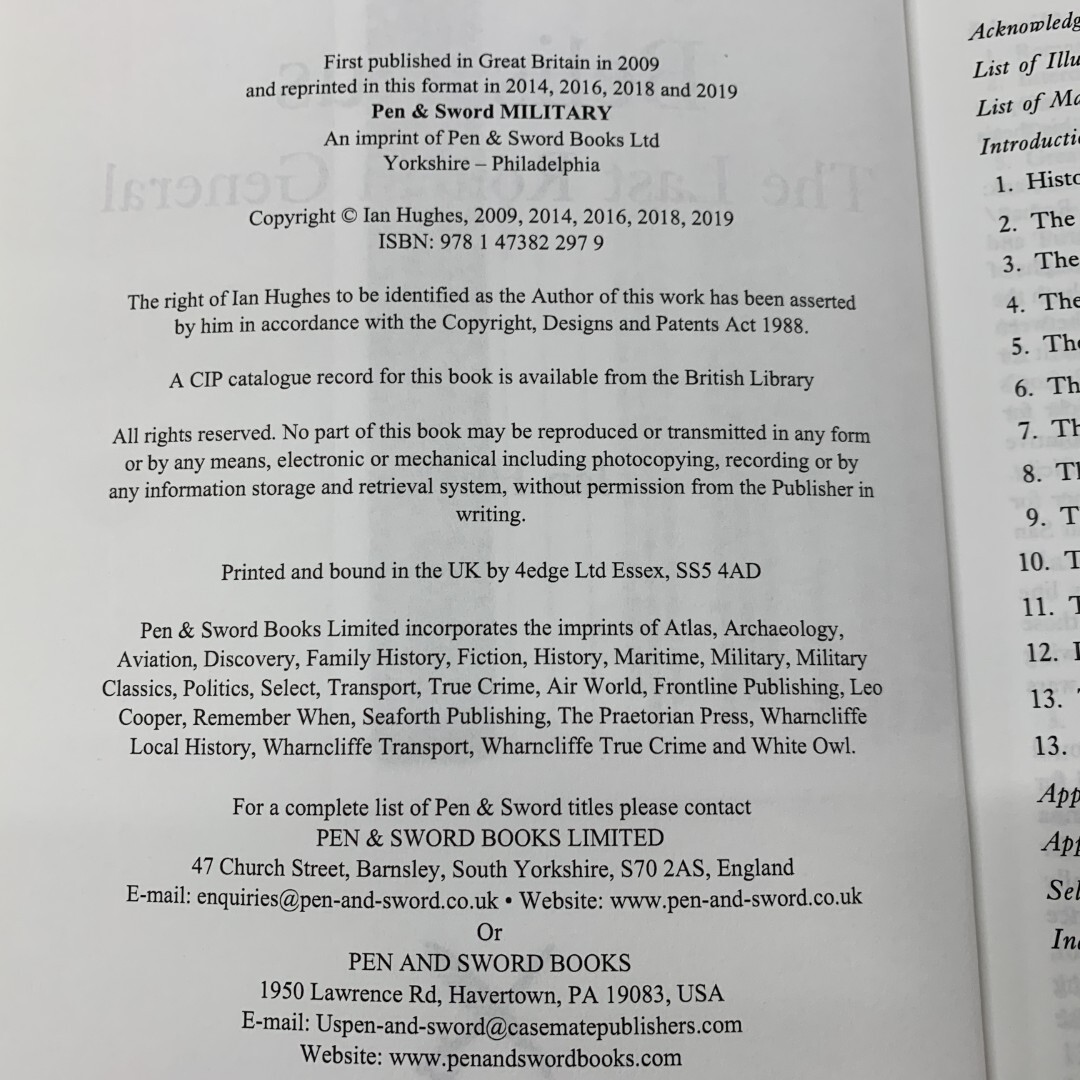 First published in Great Britain in 2009
and reprinted in this format in 2014, 2016, 2018 and 2019
Pen & Sword MILITARY
An imprint of Pen & Sword Books Ltd
Yorkshire – Philadelphia
Copyright © Ian Hughes, 2009, 2014, 2016, 2018, 2019
ISBN: 978 1 47382 297 9
The right of Ian Hughes to be identified as the Author of this work has been asserted
by him in accordance with the Copyright, Designs and Patents Act 1988.
A CIP catalogue record for this book is available from the British Library
All rights reserved. No part of this book may be reproduced or transmitted in any form
or by any means, electronic or mechanical including photocopying, recording or by
any information storage and retrieval system, without permission from the Publisher in
writing.
Printed and bound in the UK by 4edge Ltd Essex, SS5 4AD
Pen & Sword Books Limited incorporates the imprints of Atlas, Archaeology,
Aviation, Discovery, Family History, Fiction, History, Maritime, Military, Military
Classics, Politics, Select, Transport, True Crime, Air World, Frontline Publishing, Leo
Cooper, Remember When, Seaforth Publishing, The Praetorian Press, Wharncliffe
Local History, Wharncliffe Transport, Wharncliffe True Crime and White Owl.
For a complete list of Pen & Sword titles please contact
PEN & SWORD BOOKS LIMITED
47 Church Street, Barnsley, South Yorkshire, S70 2AS, England
E-mail: enquiries@pen-and-sword.co.uk • Website: www.pen-and-sword.co.uk
Or
PEN AND SWORD BOOKS
1950 Lawrence Rd, Havertown, PA 19083, USA
E-mail: Uspen-and-sword@casematepublishers.com
Website: www.penandswordbooks.com
List of
List of
1.
2. The
3. The
4. The
5.
6.
7.
8.
9.
10.
11.
12.
13.
13.